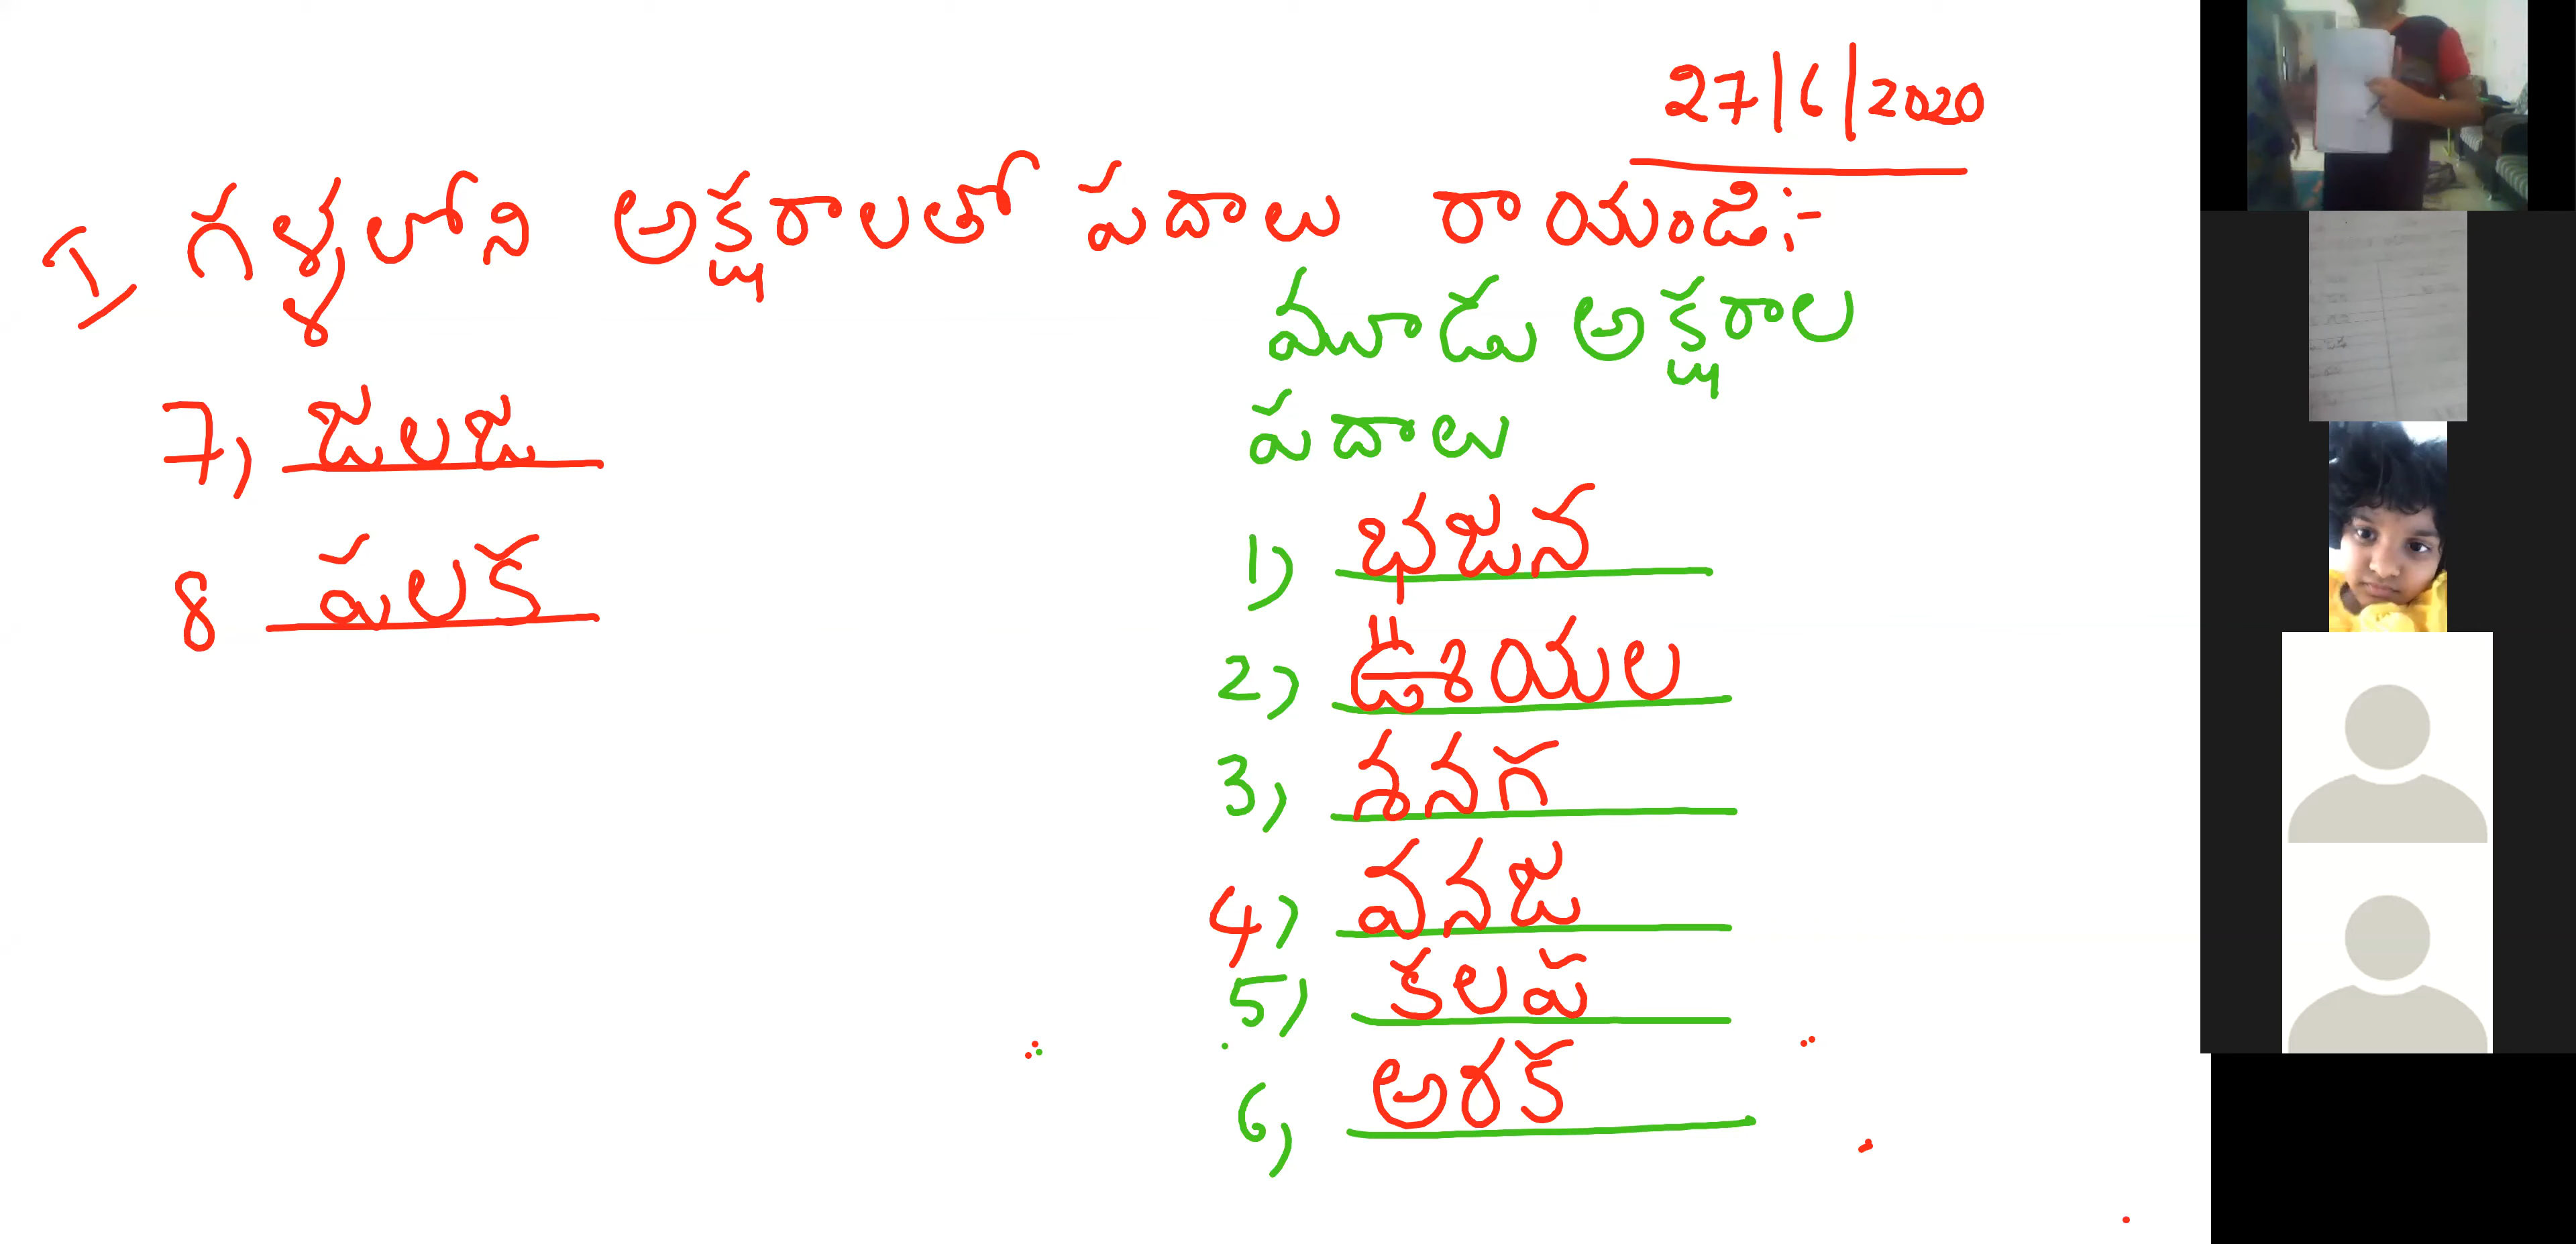 27/6/2020
I గళ్ళలోని అక్షరాలతో పదాలు రాయండి:-
మూడు అక్షరాల
పదాలు
1) భజన
2) ఊయల
3) శనగ
4) వనజ
5) కలప
6) అరక
7) జలజ
8 పలక